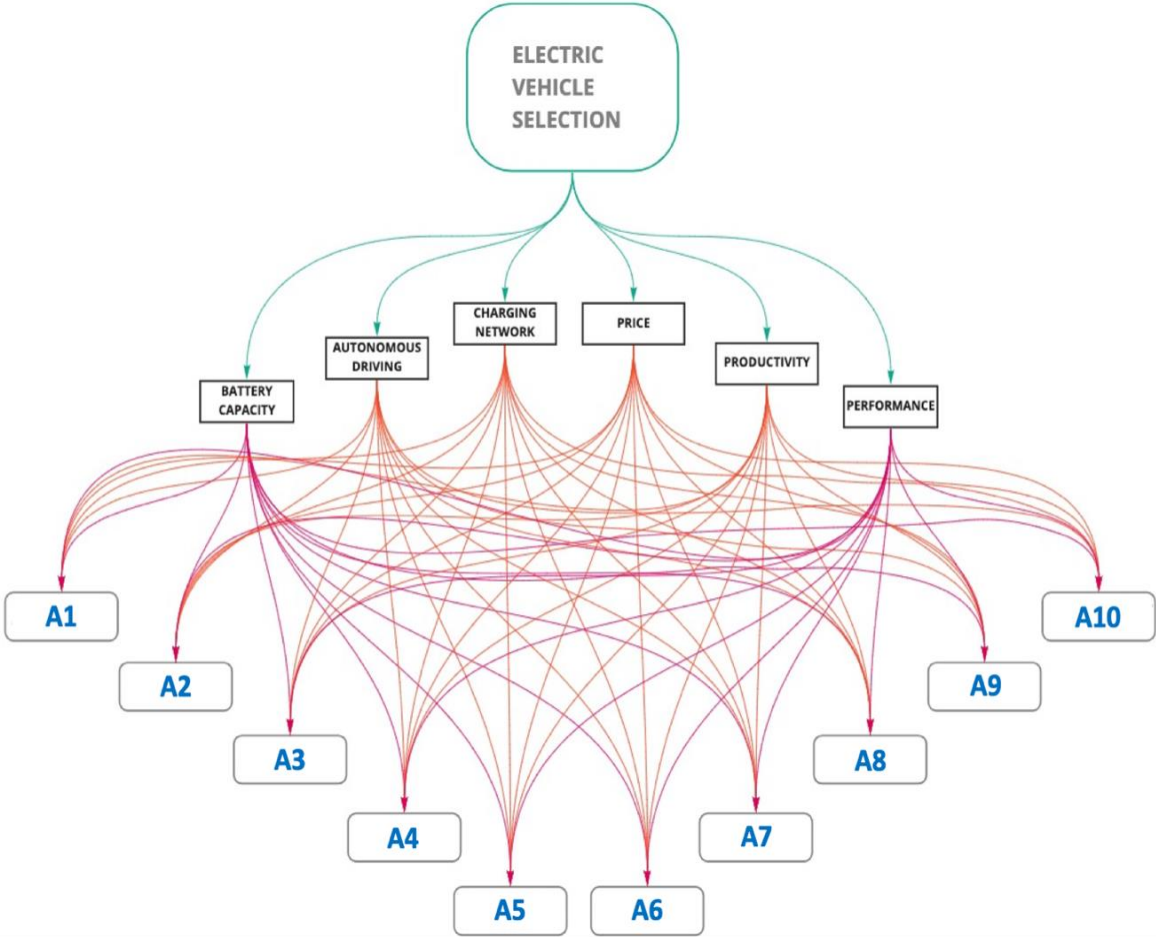 ELECTRIC
VEHICLE
SELECTION
CHARGING
NETWORK
PRICE
AUTONOMOUS
DRIVING
PRODUCTIVITY
BATTERY
CAPACITY
PERFORMANCE
A1
A10
A2
A9
A3
A8
A4
A7
A5
A6